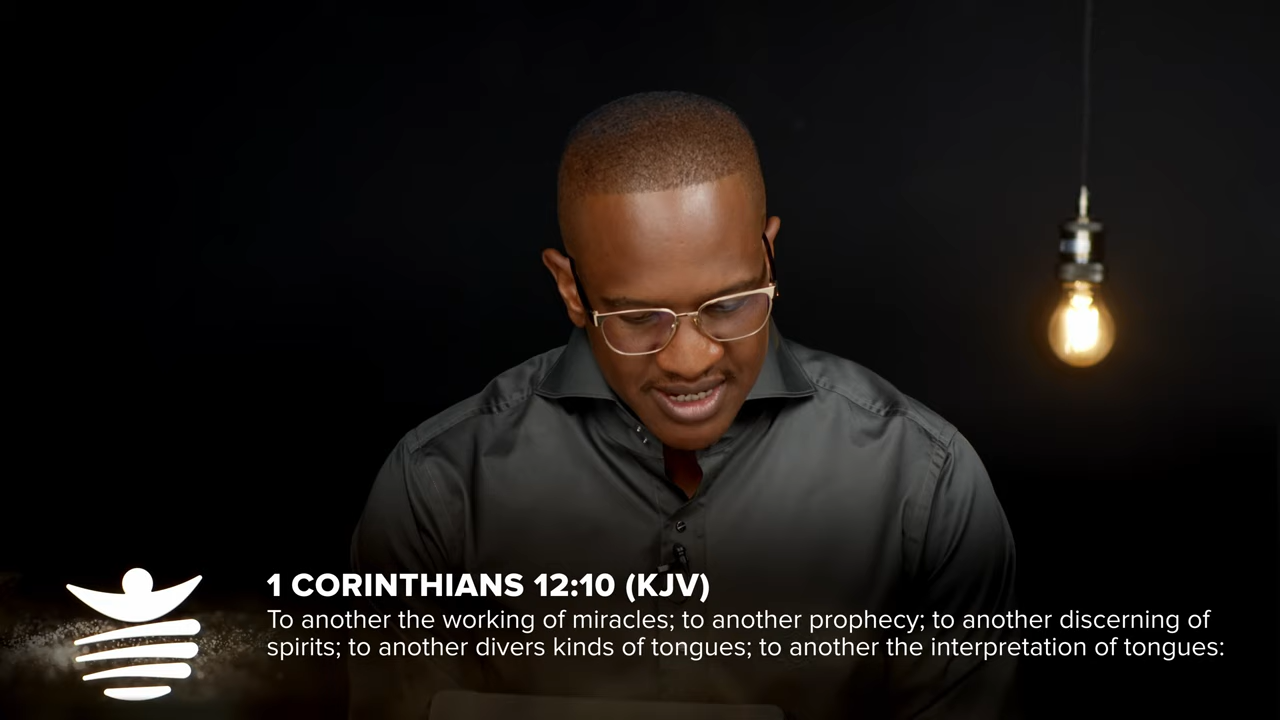 1 CORINTHIANS 12:10 (KJV)
To another the working of miracles; to another prophecy; to another discerning of
spirits; to another divers kinds of tongues; to another the interpretation of tongues: